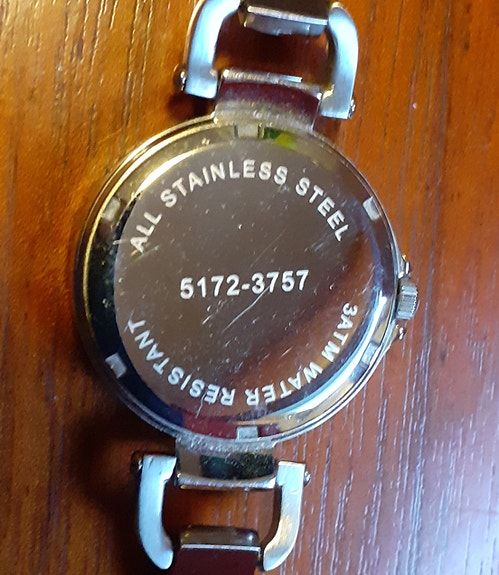 ALL STAINLESS STEEL
5172-3757
3ATM WATER RESISTANT